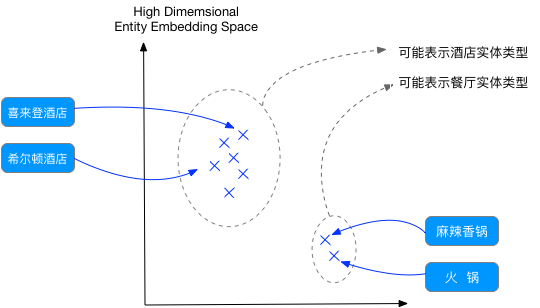 High Dimemsional
Entity Embedding Space
可能表示酒店实体类型
可能表示餐厅实体类型
喜来登酒店
希尔顿酒店
麻辣香锅
火 锅